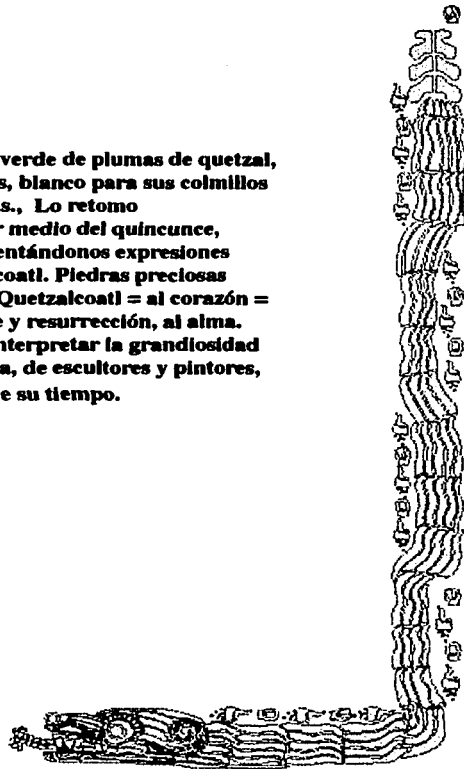 verde de plumas de quetzal,
s, blanco para sus colmillos
s., Lo retomo
r medio del quincunce,
entándonos expresiones
coatl. Piedras preciosas
Quetzalcoatl = al corazón =
e y resurrección, al alma.
nterpretar la grandiosidad
a, de escultores y pintores,
e su tiempo.